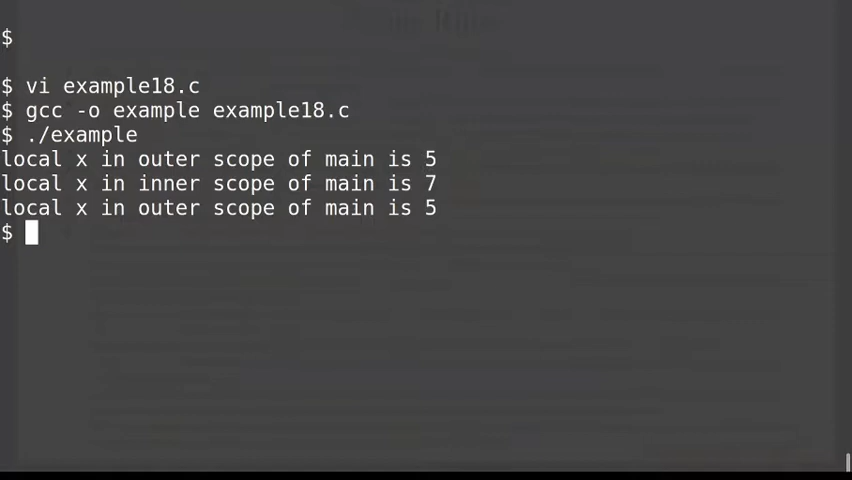 $
$ vi example18.c
$ gcc -o example example18.c
$ ./example
local x in outer scope of main is 5
local x in inner scope of main is 7
local x in outer scope of main is 5
$